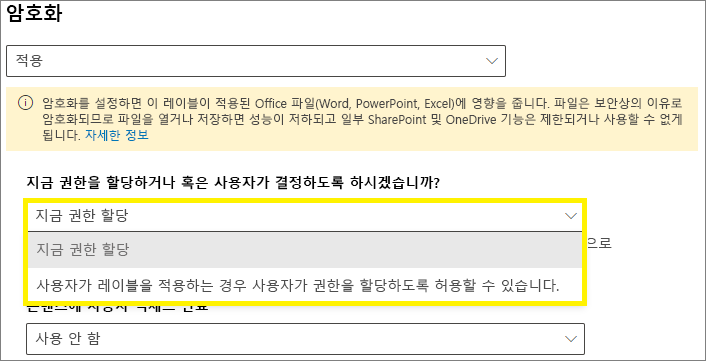 암호화
적용
암호화를 설정하면 이 레이블이 적용된 Office 파일(Word, PowerPoint, Excel)에 영향을 줍니다. 파일은 보안상의 이유로
암호화되므로 파일을 열거나 저장하면 성능이 저하되고 일부 SharePoint 및 OneDrive 기능은 제한되거나 사용할 수 없게
됩니다. 자세한 정보
지금 권한을 할당하거나 혹은 사용자가 결정하도록 하시겠습니까?
지금 권한 할당
지금 권한 할당
으로
사용자가 레이블을 적용하는 경우 사용자가 권한을 할당하도록 허용할 수 있습니다.
사용 안 함